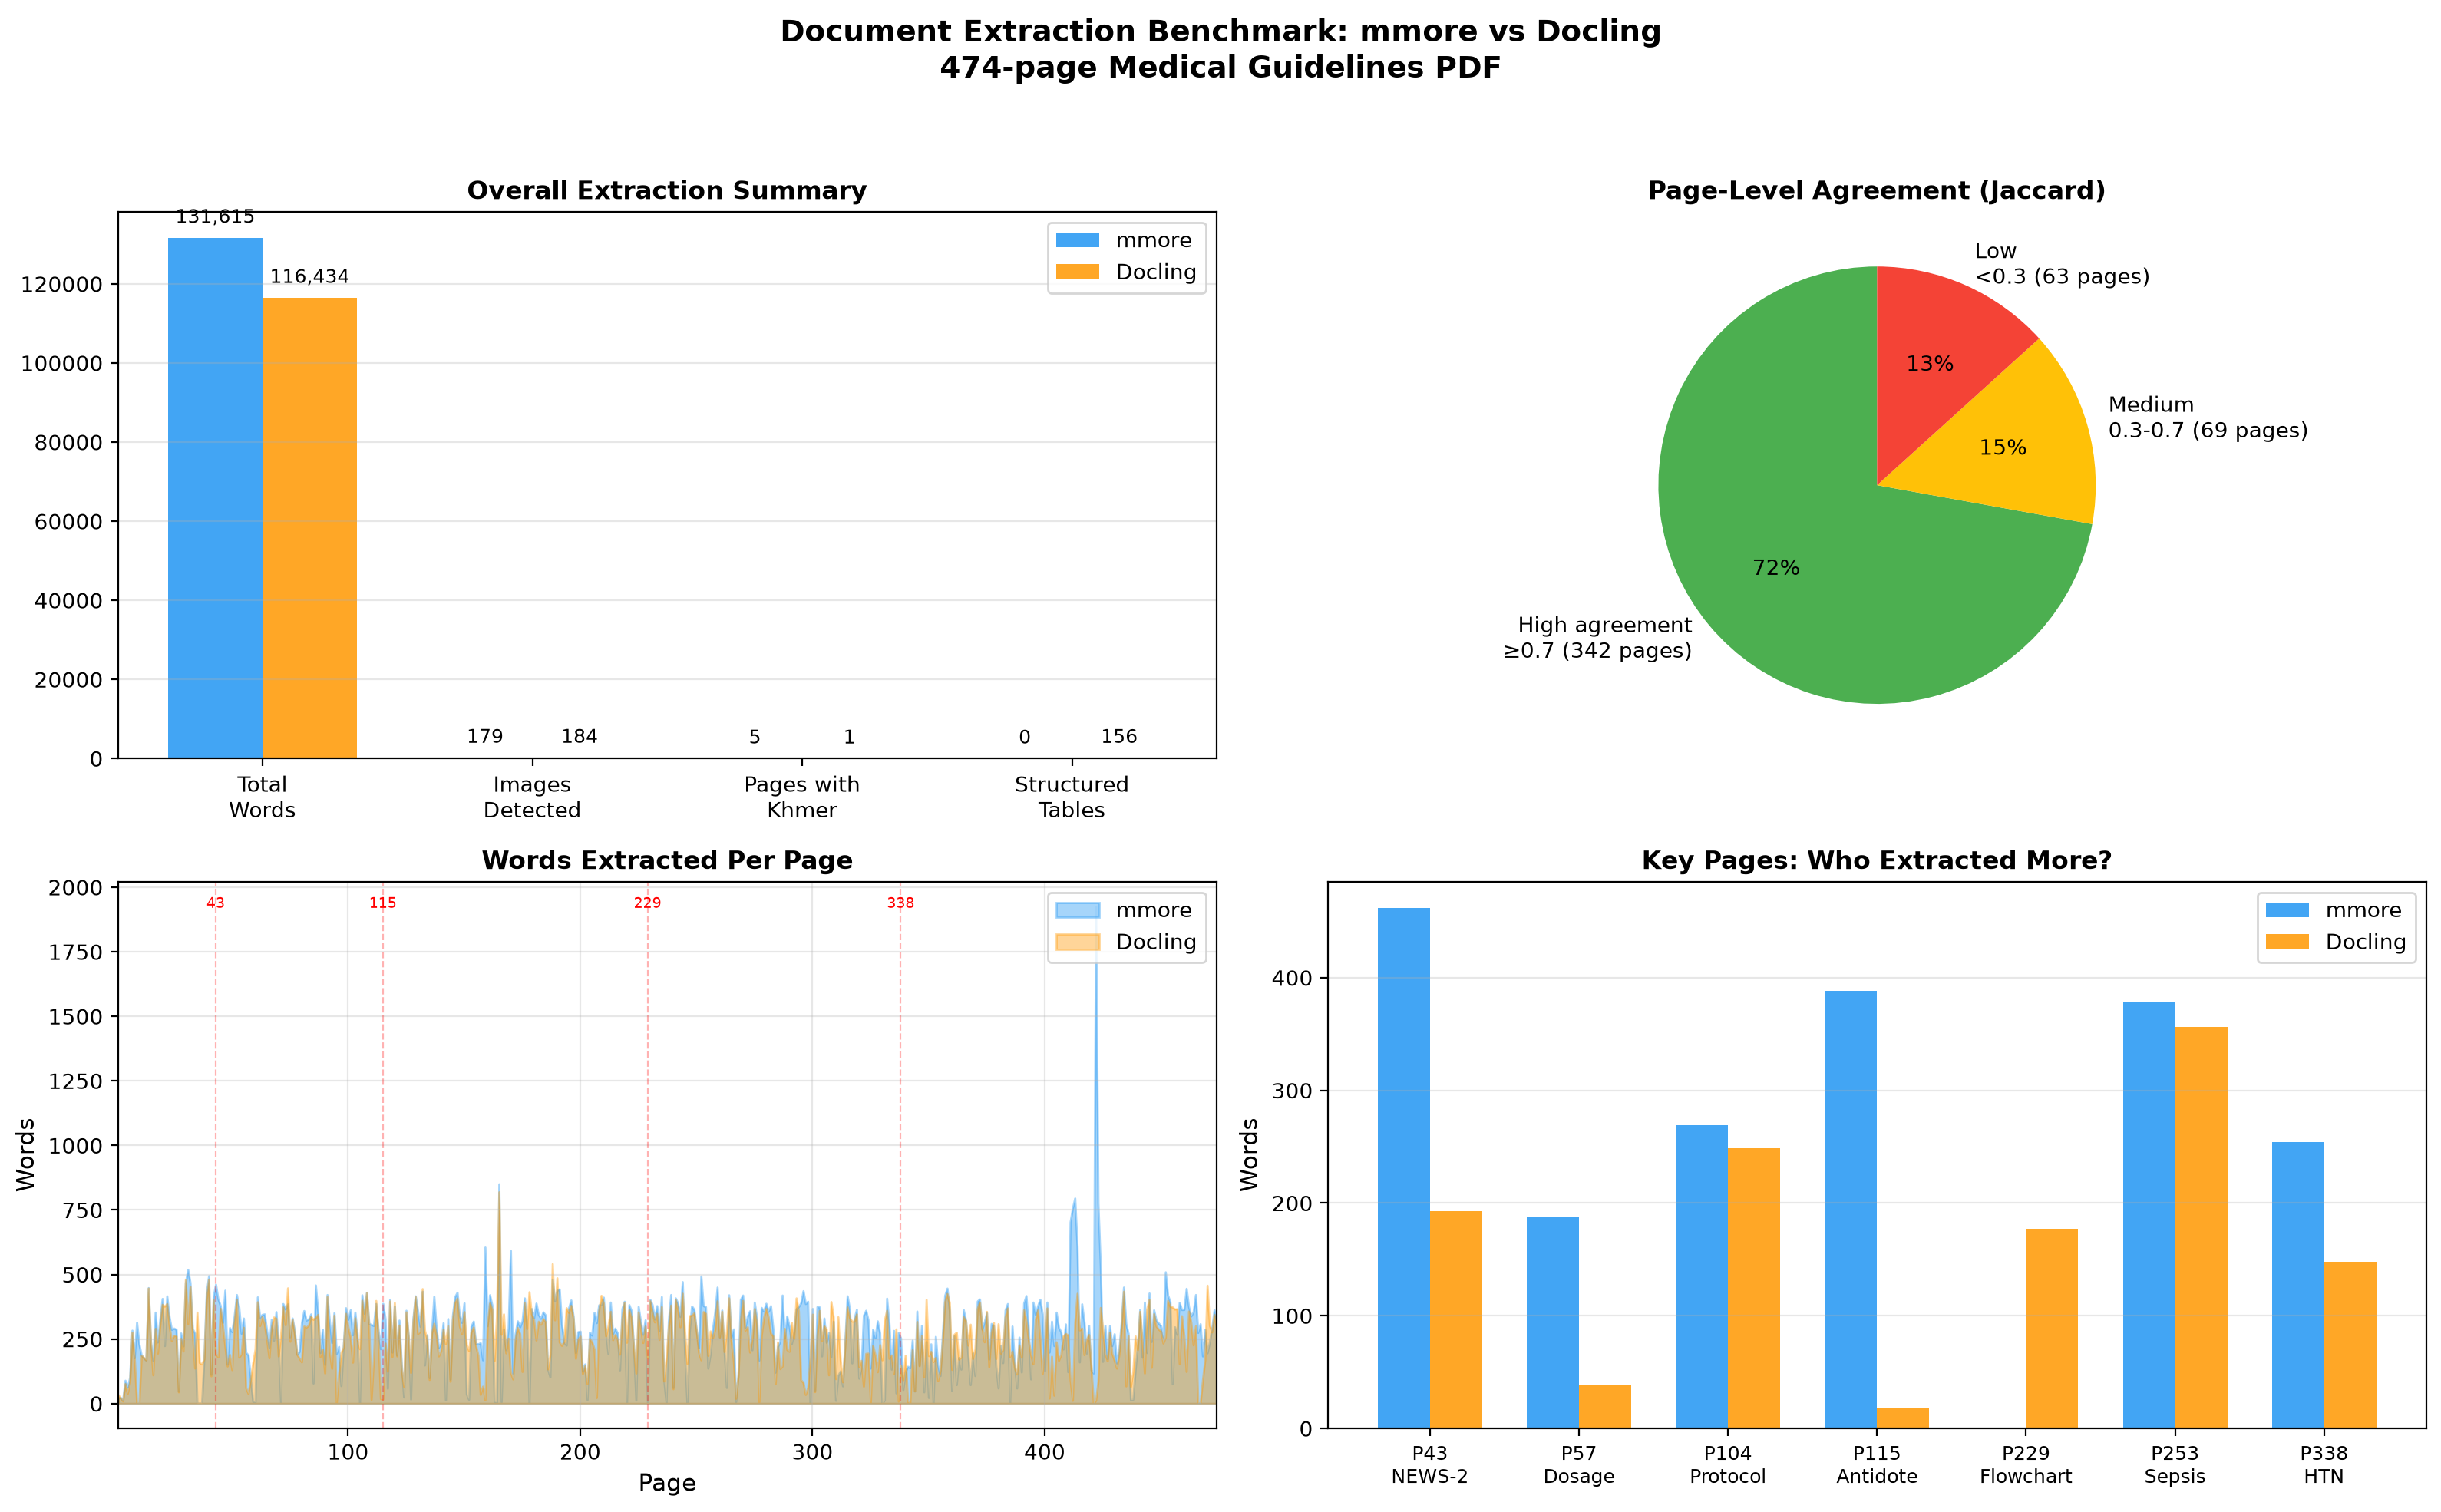 Document Extraction Benchmark: mmore vs Docling
474-page Medical Guidelines PDF
Overall Extraction Summary
131,615
116,434
179
184
5
1
0
156
mmore
Docling
120000
100000
80000
60000
40000
20000
0
Total
Words
Images
Detected
Pages with
Khmer
Structured
Tables
Page-Level Agreement (Jaccard)
Low
<0.3 (63 pages)
13%
Medium
0.3-0.7 (69 pages)
15%
72%
High agreement
≥0.7 (342 pages)
Words Extracted Per Page
2000
1750
1500
1250
1000
750
500
250
0
Words
43
115
229
338
mmore
Docling
100
200
300
400
Page
Key Pages: Who Extracted More?
mmore
Docling
400
300
200
100
0
Words
P43
NEWS-2
P57
Dosage
P104
Protocol
P115
Antidote
P229
Flowchart
P253
Sepsis
P338
HTN